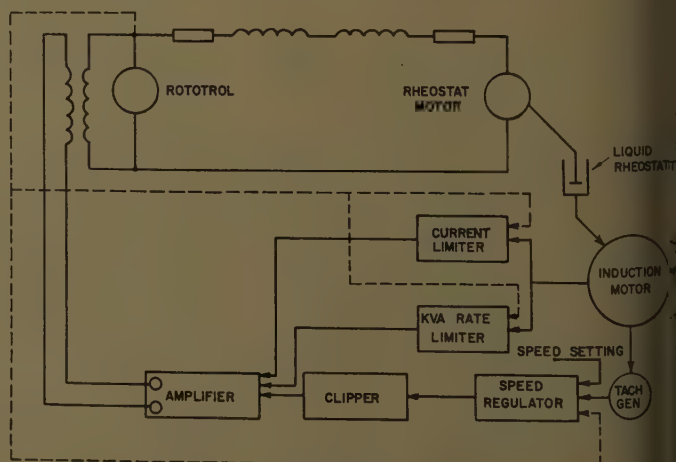 ROTOTROL
RHEOSTAT
MOTOR
LIQUID
RHEOSTAT
CURRENT
LIMITER
INDUCTION
MOTOR
KVA RATE
LIMITER
SPEED SETTING
AMPLIFIER
CLIPPER
SPEED
REGULATOR
TACH
GEN